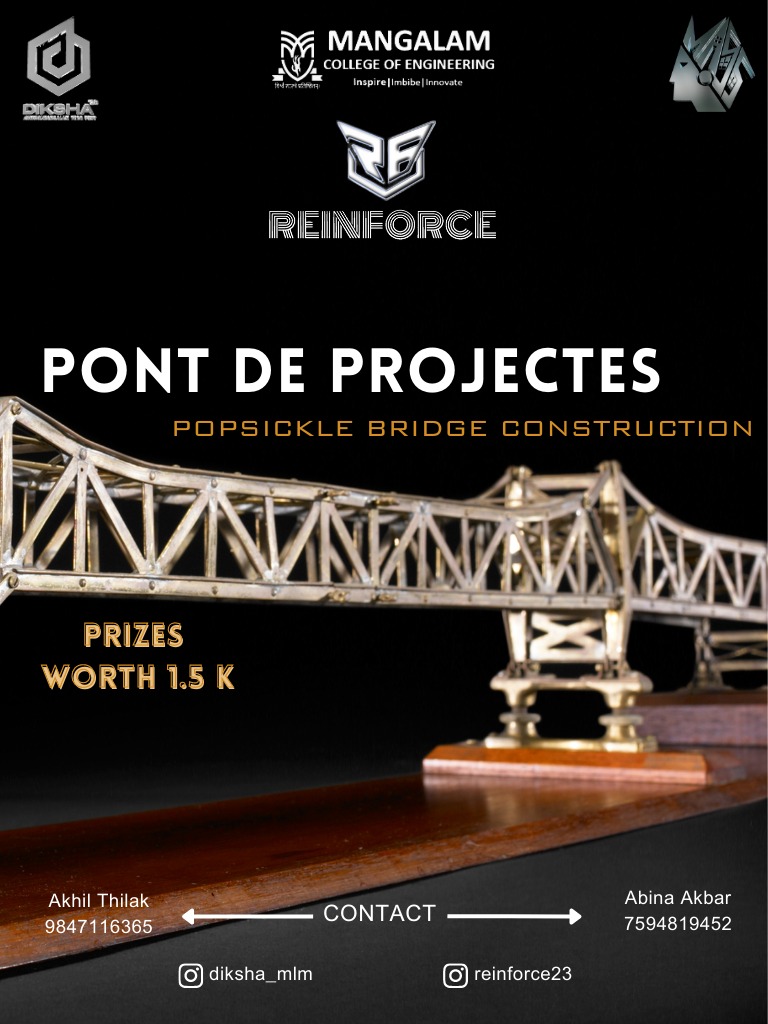 DIKSHA
MANGALAM
COLLEGE OF ENGINEERING
Inspire|Imbibe|Innovate
REINFORCE
PONT DE PROJECTES
POPSICKLE BRIDGE CONSTRUCTION
PRIZES
WORTH 1.5 K
Akhil Thilak
9847116365
CONTACT
Abina Akbar
7594819452
diksha_mlm
reinforce23